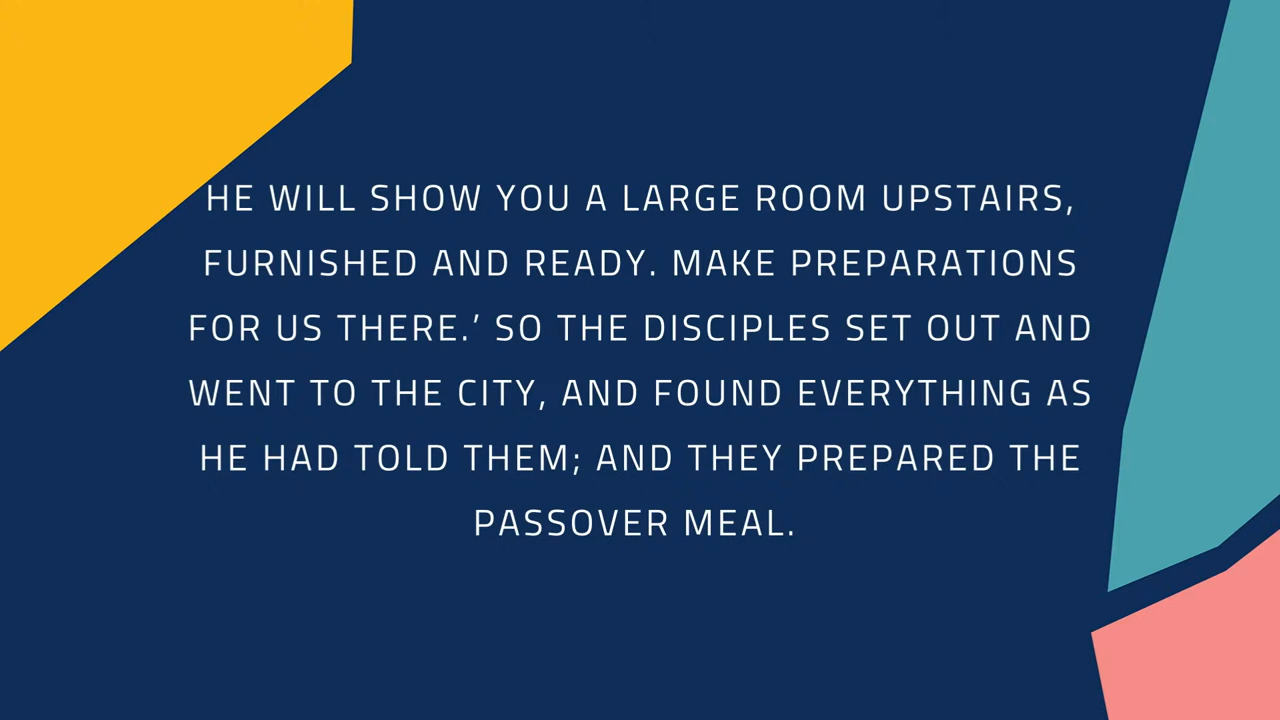 HE WILL SHOW YOU A LARGE ROOM UPSTAIRS,
FURNISHED AND READY. MAKE PREPARATIONS
FOR US THERE.’ SO THE DISCIPLES SET OUT AND
WENT TO THE CITY, AND FOUND EVERYTHING AS
HE HAD TOLD THEM; AND THEY PREPARED THE
PASSOVER MEAL.